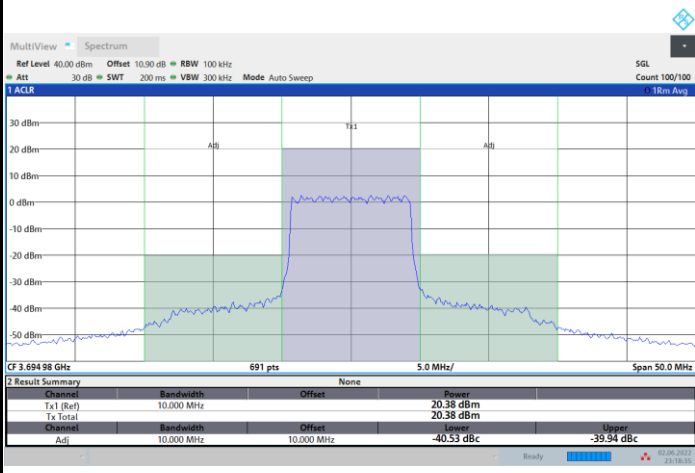 MultiView Spectrum
Ref Level 40.00 dBm Offset 10.90 dB RBW 100 kHz SGL
Att 30 dB SWT 200 ms VBW 300 kHz Mode Auto Sweep Count 100/100
1 ACLR 1Rm Avg
30 dBm
Tx1
20 dBm Adj Adj
10 dBm
0 dBm
-10 dBm
-20 dBm
-30 dBm
-40 dBm
-50 dBm
CF 3.694 98 GHz 691 pts 5.0 MHz/ Span 50.0 MHz
2 Result Summary None
Channel Bandwidth Offset Power
Tx1 (Ref) 10.000 MHz 20.38 dBm
Tx Total 20.38 dBm
Channel Bandwidth Offset Lower Upper
Adj 10.000 MHz 10.000 MHz -40.53 dBc -39.94 dBc
Ready 02.06.2022
23:18:35